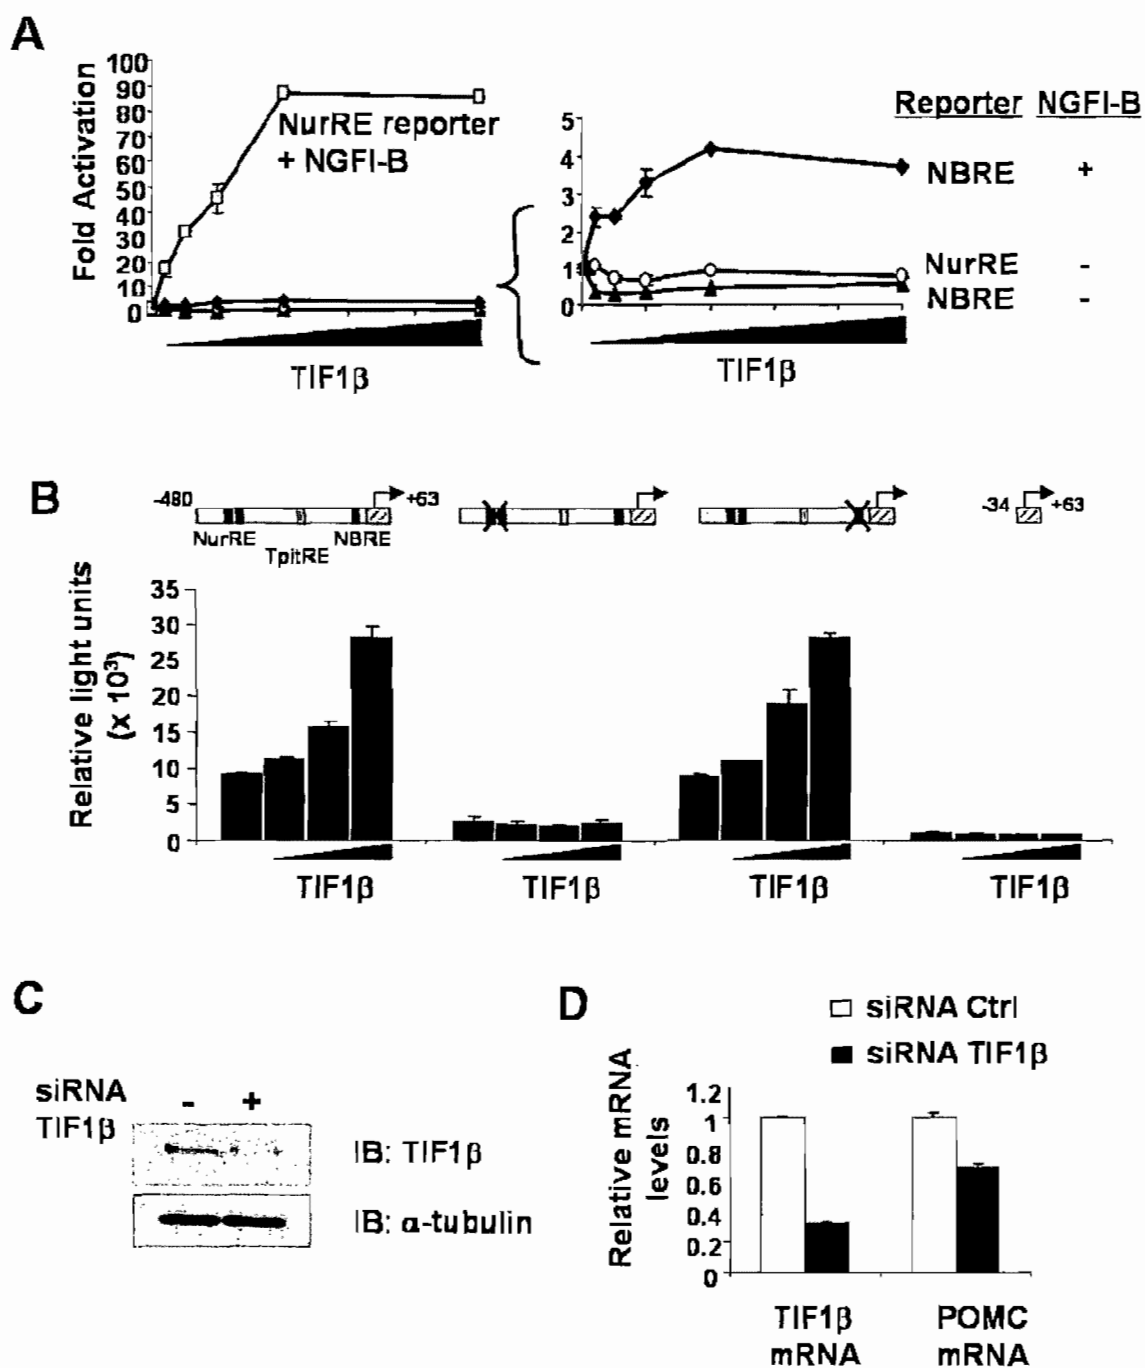 A
Fold Activation
100
90
80
70
60
50
40
30
20
10
0
NurRE reporter
+ NGFI-B
TIF1β
5
4
3
2
1
0
TIF1β
Reporter NGFI-B
NBRE +
NurRE -
NBRE -
B
-480
+63
NurRE
TpitRE
NBRE
-34
+63
Relative light units
(x 10³)
35
30
25
20
15
10
5
0
TIF1β
TIF1β
TIF1β
TIF1β
C
siRNA
TIF1β
- +
IB: TIF1β
IB: α-tubulin
D
siRNA Ctrl
siRNA TIF1β
Relative mRNA
levels
1.2
1
0.8
0.6
0.4
0.2
0
TIF1β
mRNA
POMC
mRNA